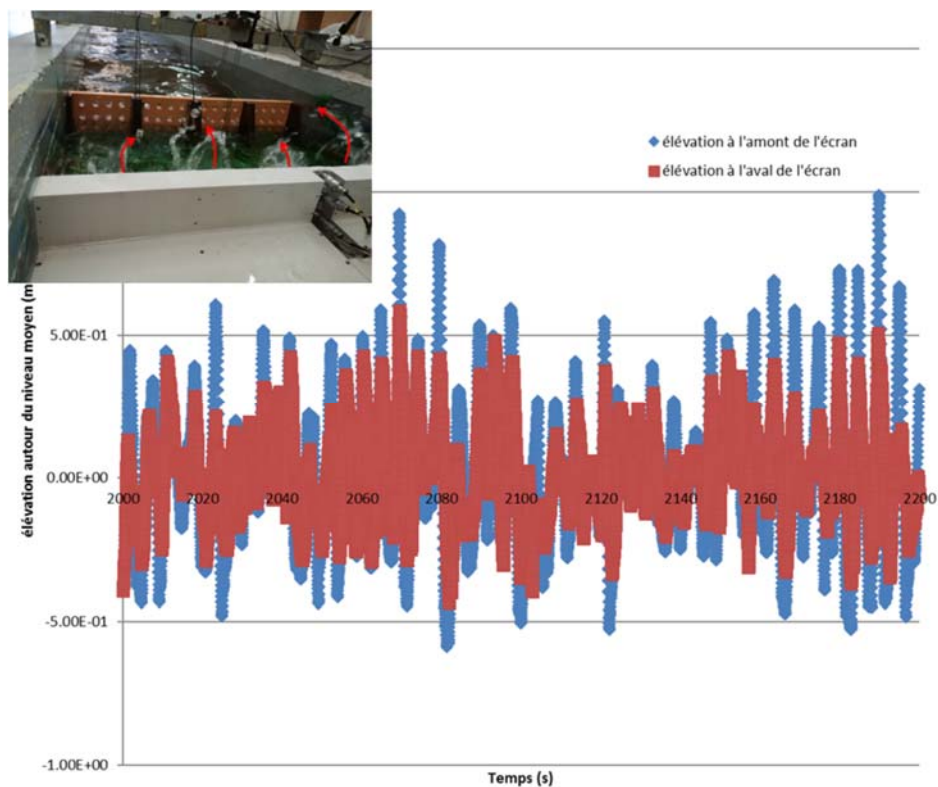 élévation à l'amont de l'écran
élévation à l'aval de l'écran
élévation autour du niveau moyen (m
5.00E-01
0.00E+00
-5.00E-01
-1.00E+00
2000 2020 2040 2060 2080 2100 2120 2140 2160 2180 2200
Temps (s)